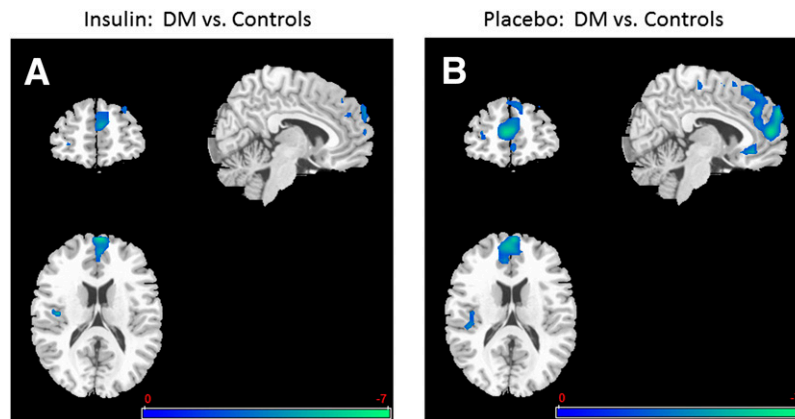 Insulin:  DM vs. Controls
Placebo:  DM vs. Controls
A
B
0
-7
0